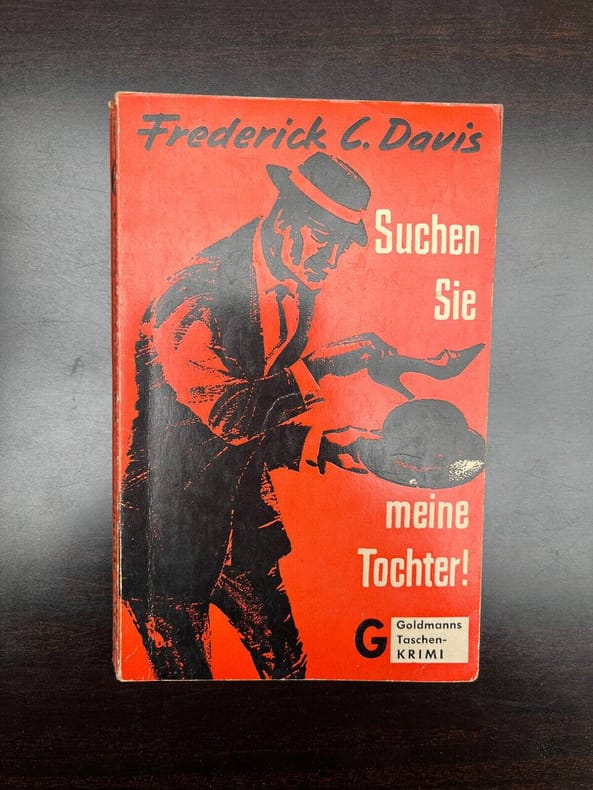 Frederick C. Davis
Suchen
Sie
meine
Tochter!
G
Goldmanns
Taschen-
KRIMI